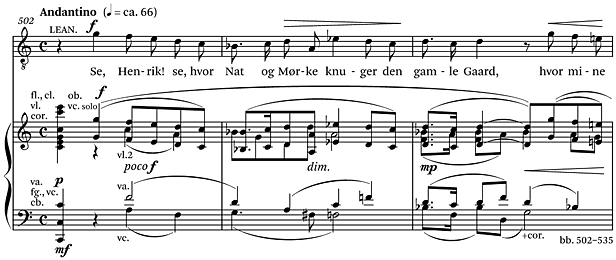 Andantino (♩ = ca. 66)
502
f
LEAN.
Se, Hen- rik! se, hvor Nat og Mør- ke knu- ger den gam- le Gaard, hvor mi- ne
fl., cl. ob.
vl. vc. solo
cor.
f
vl.2
poco f
dim.
mp
va. p
fg., vc.
cb.
va.
mf
vc.
+cor.
bb. 502–535